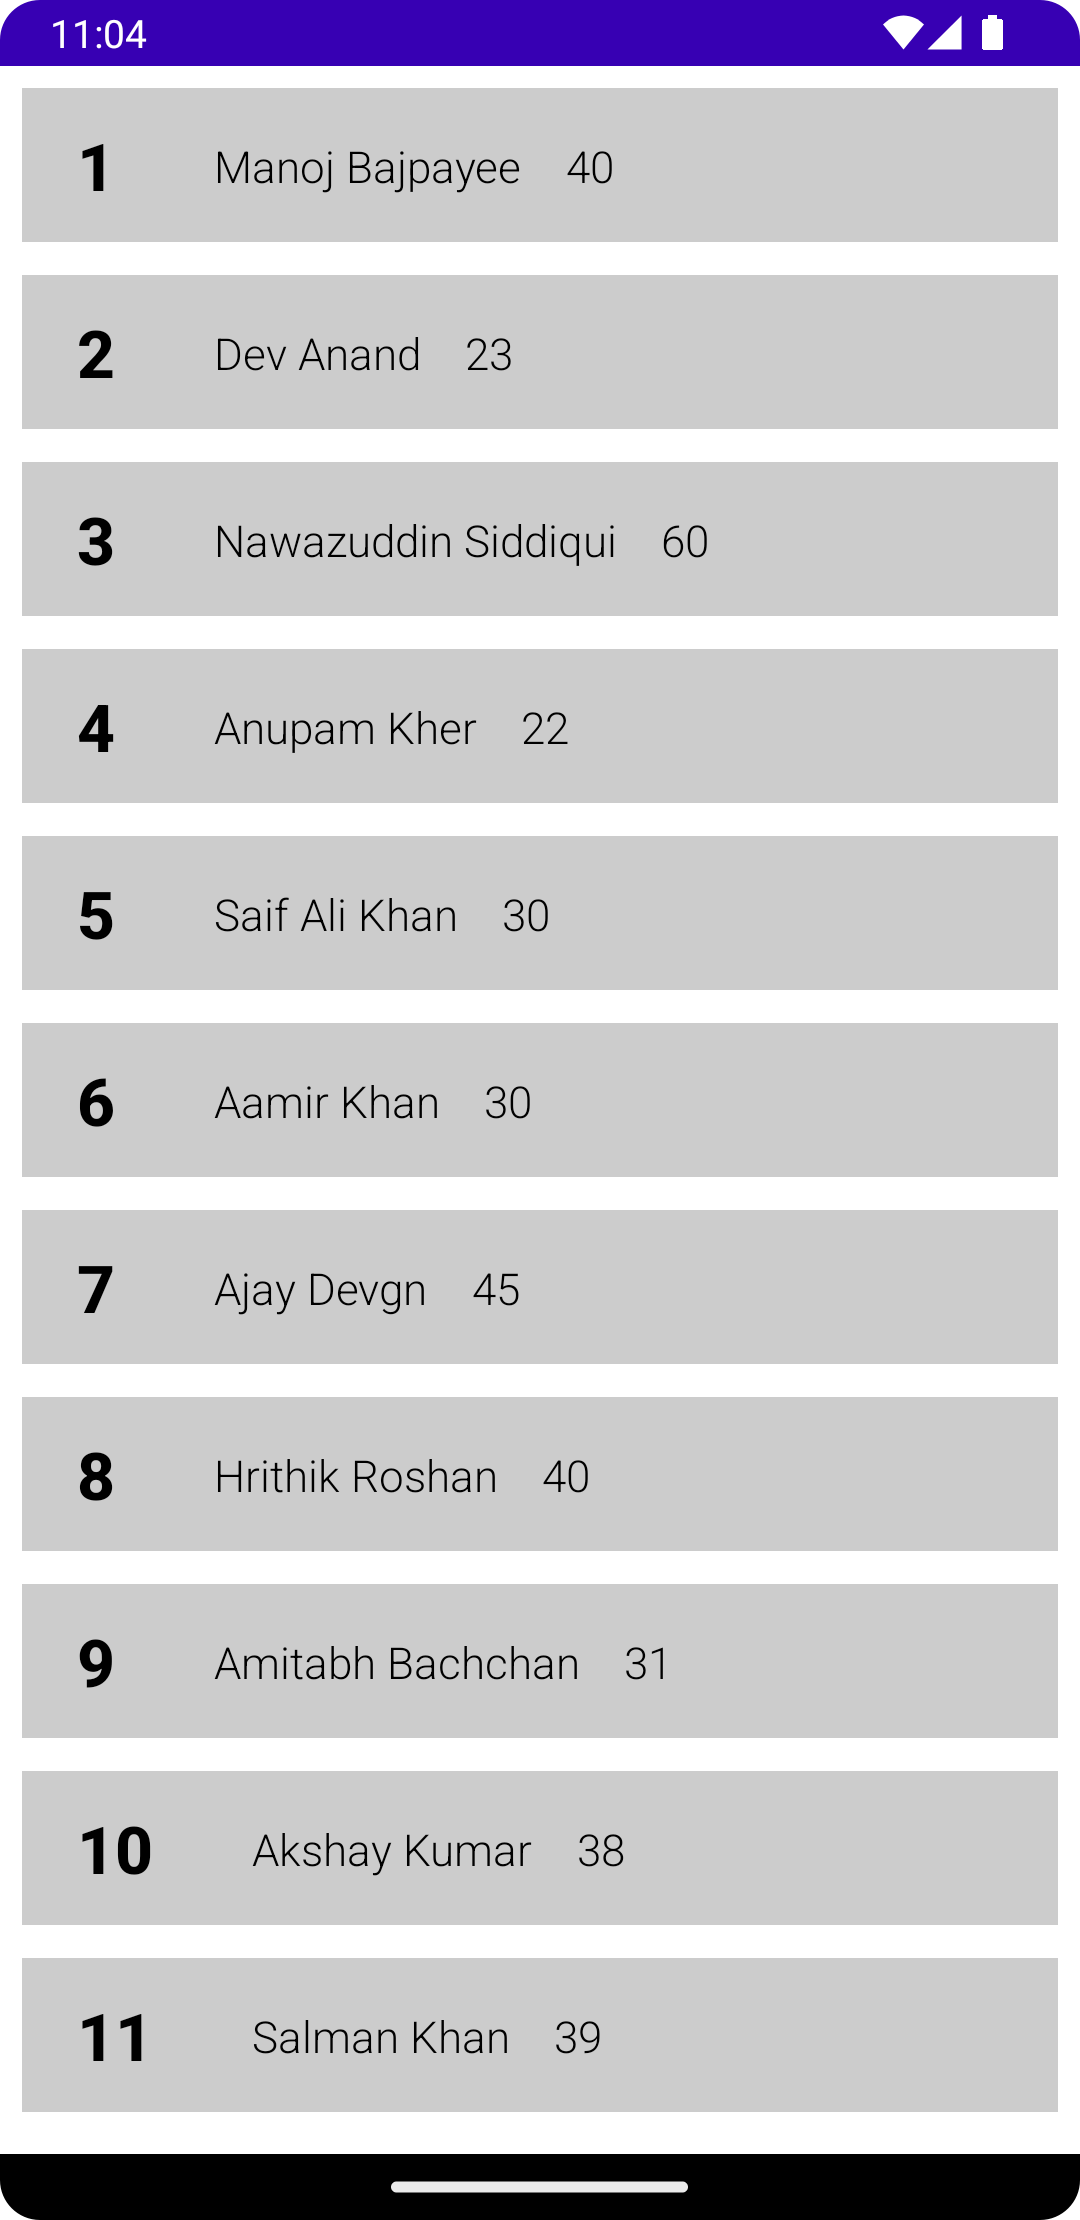 11:04
1 Manoj Bajpayee 40
2 Dev Anand 23
3 Nawazuddin Siddiqui 60
4 Anupam Kher 22
5 Saif Ali Khan 30
6 Aamir Khan 30
7 Ajay Devgn 45
8 Hrithik Roshan 40
9 Amitabh Bachchan 31
10 Akshay Kumar 38
11 Salman Khan 39